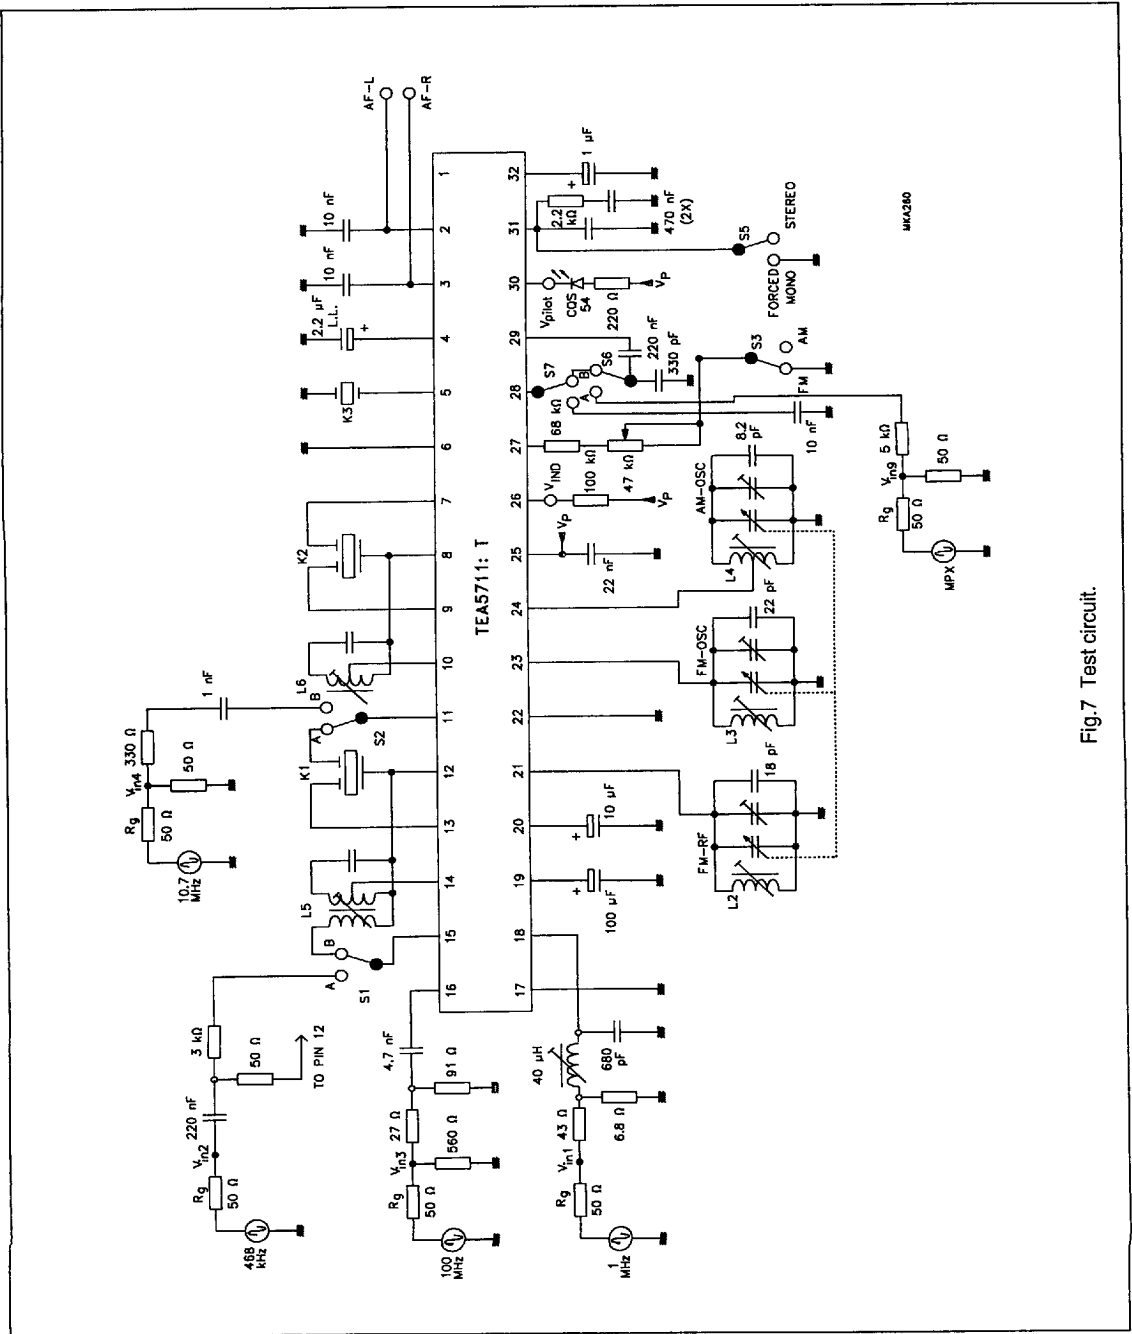 AF-L
AF-R
10 nF
10 nF
2.2 µF
L.L.
+
K3
K2
1 nF
L6
B
A
S2
330 Ω
Vin4
50 Ω
Rg
50 Ω
10.7
MHz
K1
L5
B
A
S1
3 kΩ
50 Ω
TO PIN 12
220 nF
Vin2
Rg
50 Ω
468
kHz
1
2
3
4
5
6
7
8
9
10
11
12
13
14
15
16
TEA5711: T
32
31
30
29
28
27
26
25
24
23
22
21
20
19
18
17
4.7 nF
91 Ω
27 Ω
Vin3
560 Ω
Rg
50 Ω
100
MHz
40 µH
680
pF
43 Ω
6.8 Ω
Vin1
Rg
50 Ω
1
MHz
+
1 µF
2.2
kΩ
470 nF
(2X)
S5
STEREO
FORCED
MONO
Vpilot
CQS
54
220 Ω
VP
220 nF
330 pF
S7
B
S6
A
S3
AM
FM
68 kΩ
47 kΩ
10 nF
VIND
100 kΩ
VP
VP
22 nF
AM-OSC
8.2
pF
L4
FM-OSC
22 pF
L3
FM-RF
18 pF
L2
+
10 µF
+
100 µF
5 kΩ
Vin9
50 Ω
Rg
50 Ω
MPX
MKA260
Fig.7 Test circuit.